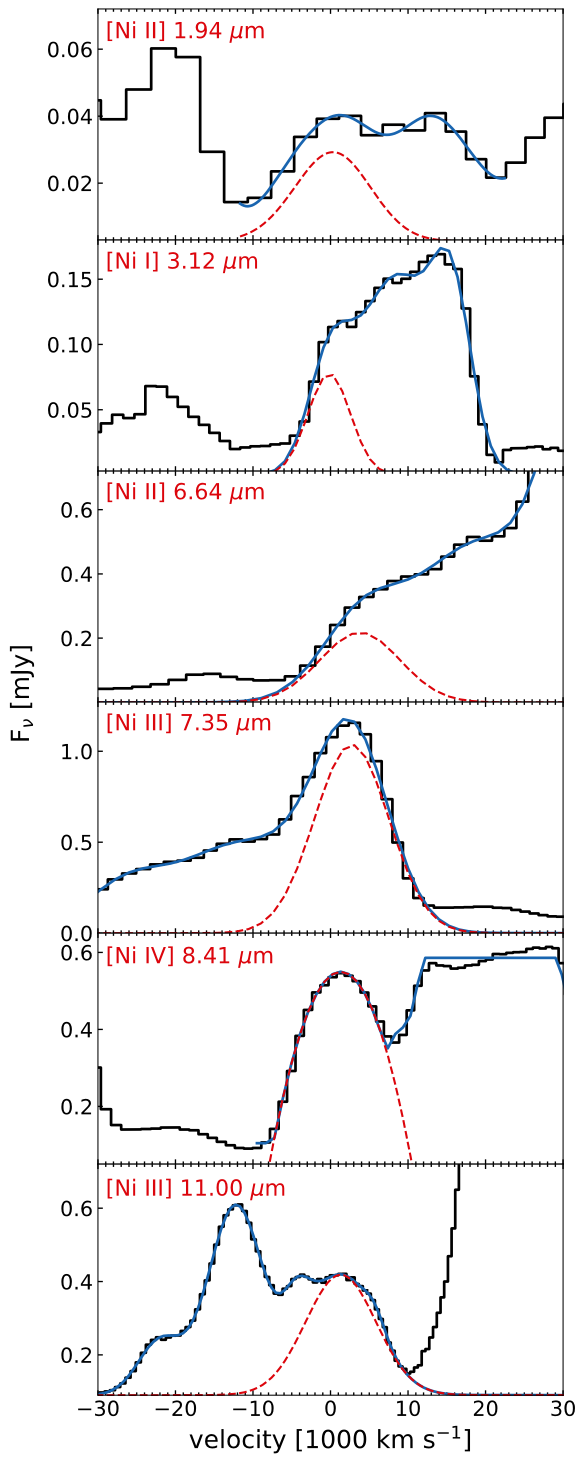 [Ni II] 1.94 μm
0.06
0.04
0.02
[Ni I] 3.12 μm
0.15
0.10
0.05
[Ni II] 6.64 μm
0.6
0.4
0.2
Fν [mJy]
[Ni III] 7.35 μm
1.0
0.5
0.0
[Ni IV] 8.41 μm
0.6
0.4
0.2
[Ni III] 11.00 μm
0.6
0.4
0.2
−30 −20 −10 0 10 20 30
velocity [1000 km s⁻¹]